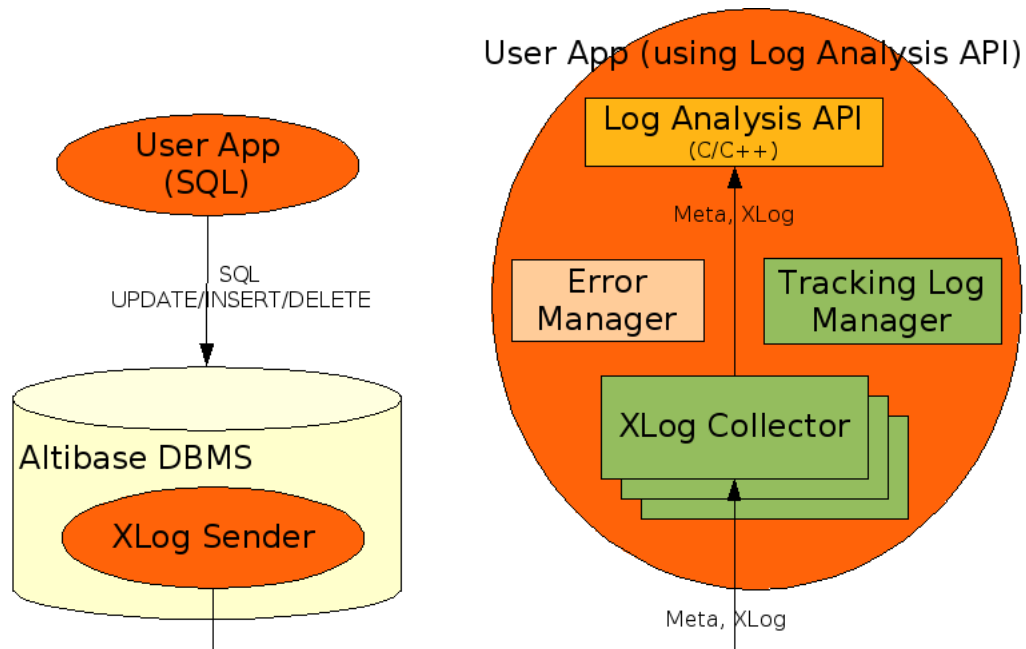 User App
(SQL)
SQL
UPDATE/INSERT/DELETE
Altibase DBMS
XLog Sender
User App (using Log Analysis API)
Log Analysis API
(C/C++)
Meta, XLog
Error
Manager
Tracking Log
Manager
XLog Collector
Meta, XLog